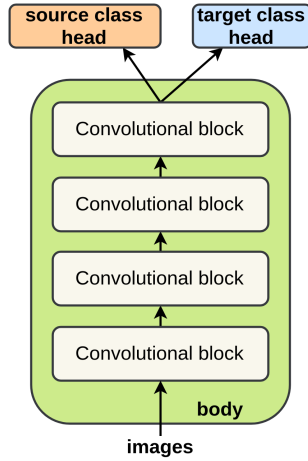 source class
head
target class
head
Convolutional block
Convolutional block
Convolutional block
Convolutional block
body
images